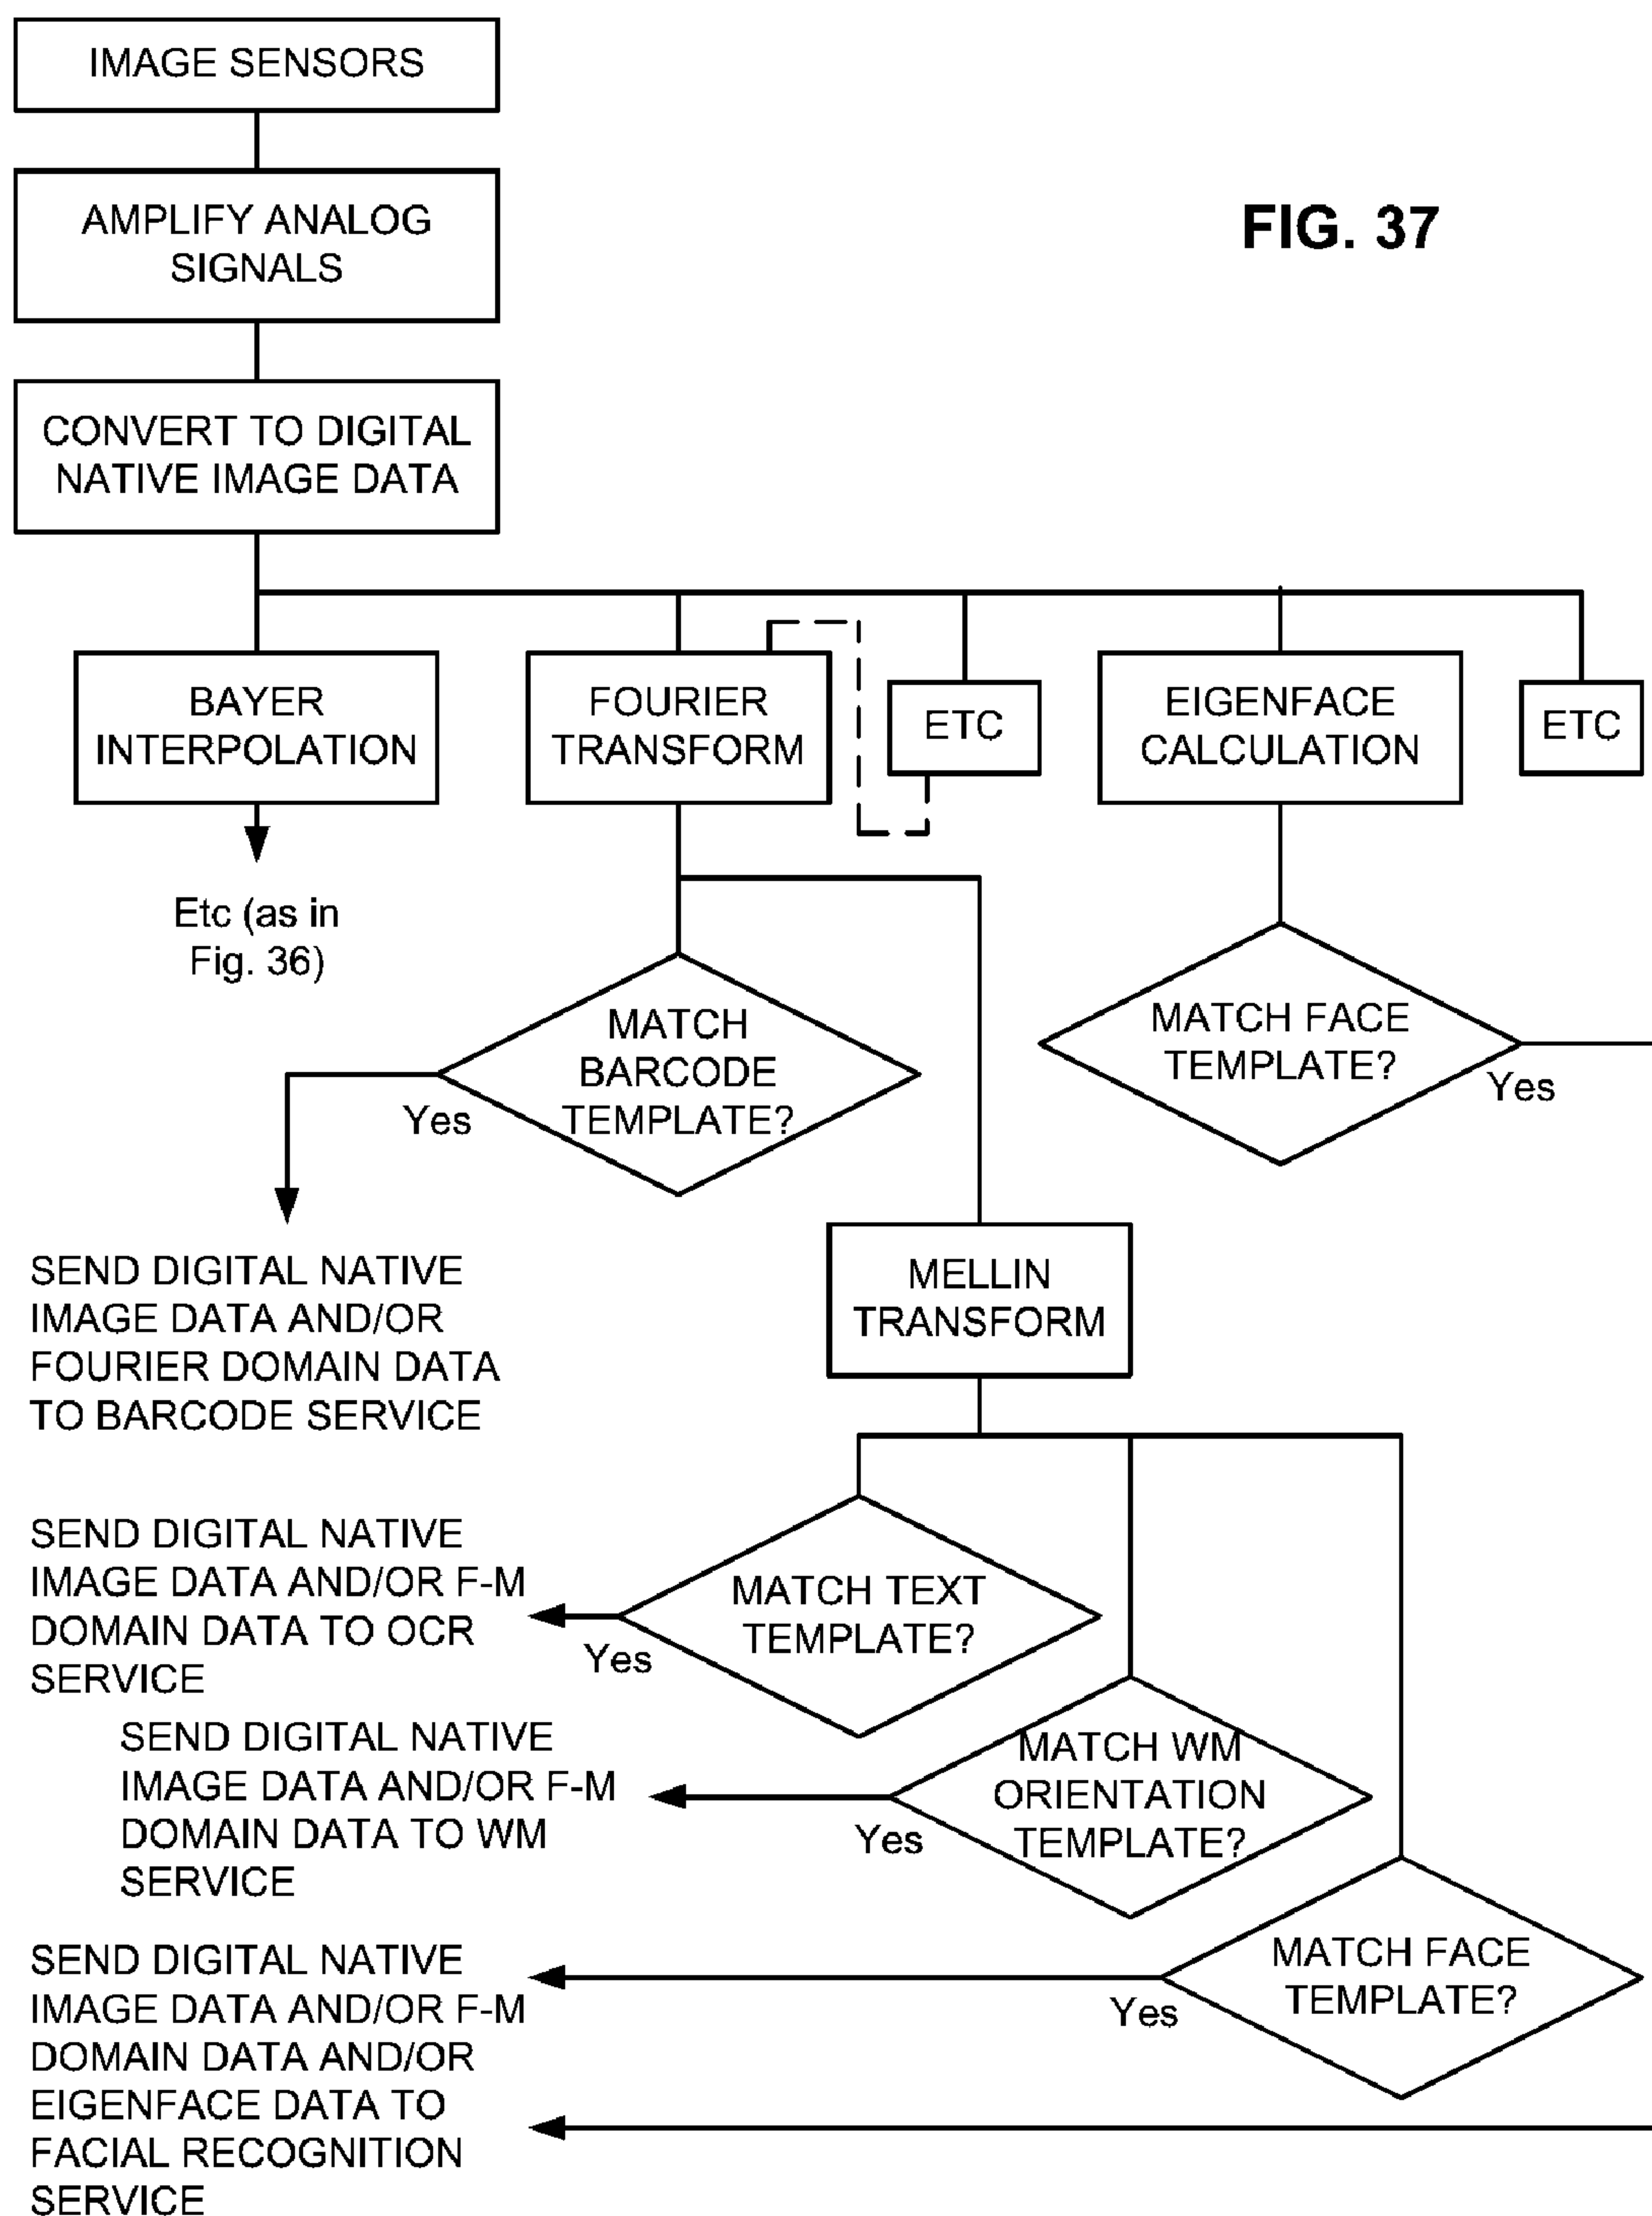 IMAGE SENSORS
AMPLIFY ANALOG
SIGNALS
FIG. 37
CONVERT TO DIGITAL
NATIVE IMAGE DATA
BAYER
INTERPOLATION
FOURIER
TRANSFORM
ETC
EIGENFACE
CALCULATION
ETC
Etc (as in
Fig. 36)
MATCH
BARCODE
TEMPLATE?
Yes
MATCH FACE
TEMPLATE?
Yes
SEND DIGITAL NATIVE
IMAGE DATA AND/OR
FOURIER DOMAIN DATA
TO BARCODE SERVICE
MELLIN
TRANSFORM
SEND DIGITAL NATIVE
IMAGE DATA AND/OR F-M
DOMAIN DATA TO OCR
SERVICE
MATCH TEXT
TEMPLATE?
Yes
SEND DIGITAL NATIVE
IMAGE DATA AND/OR F-M
DOMAIN DATA TO WM
SERVICE
MATCH WM
ORIENTATION
TEMPLATE?
Yes
SEND DIGITAL NATIVE
IMAGE DATA AND/OR F-M
DOMAIN DATA AND/OR
EIGENFACE DATA TO
FACIAL RECOGNITION
SERVICE
MATCH FACE
TEMPLATE?
Yes